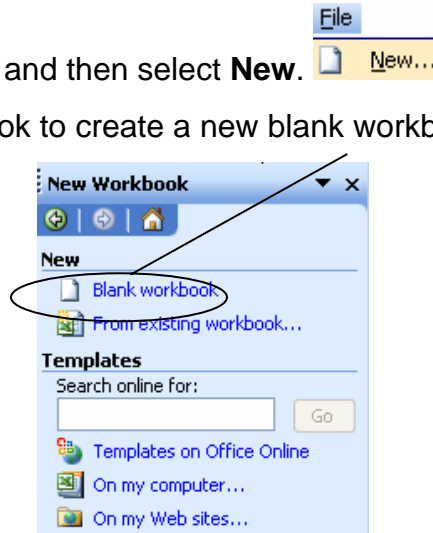 File
and then select New. New...
ok to create a new blank workb
New Workbook
New
Blank workbook
From existing workbook...
Templates
Search online for:
Go
Templates on Office Online
On my computer...
On my Web sites...